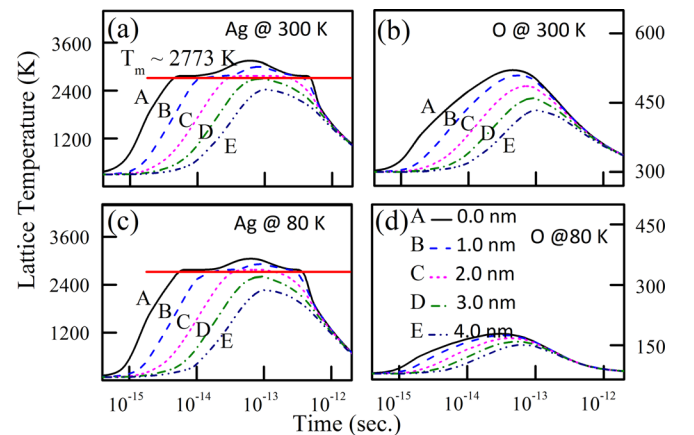 (a)
Ag @ 300 K
3600
T_m ~ 2773 K
2400
1200
A
B
C
D
E
(b)
O @ 300 K
600
450
300
A
B
C
D
E
Lattice Temperature (K)
(c)
Ag @ 80 K
3600
2400
1200
A
B
C
D
E
(d)
O @80 K
A 0.0 nm
B 1.0 nm
C 2.0 nm
D 3.0 nm
E 4.0 nm
450
300
150
10^-15 10^-14 10^-13 10^-12
10^-15 10^-14 10^-13 10^-12
Time (sec.)